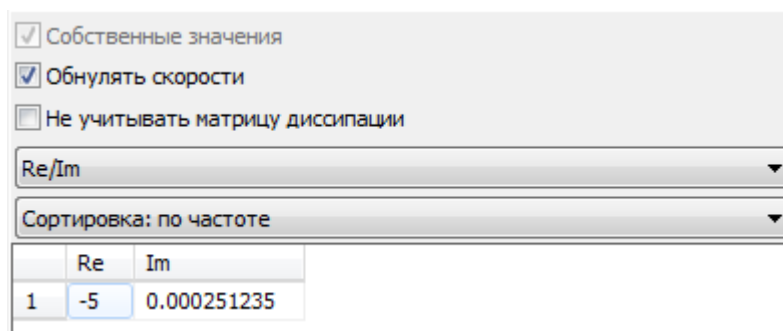 Собственные значения
Обнулять скорости
Не учитывать матрицу диссипации
Re/Im
Сортировка: по частоте
Re Im
1 -5 0.000251235